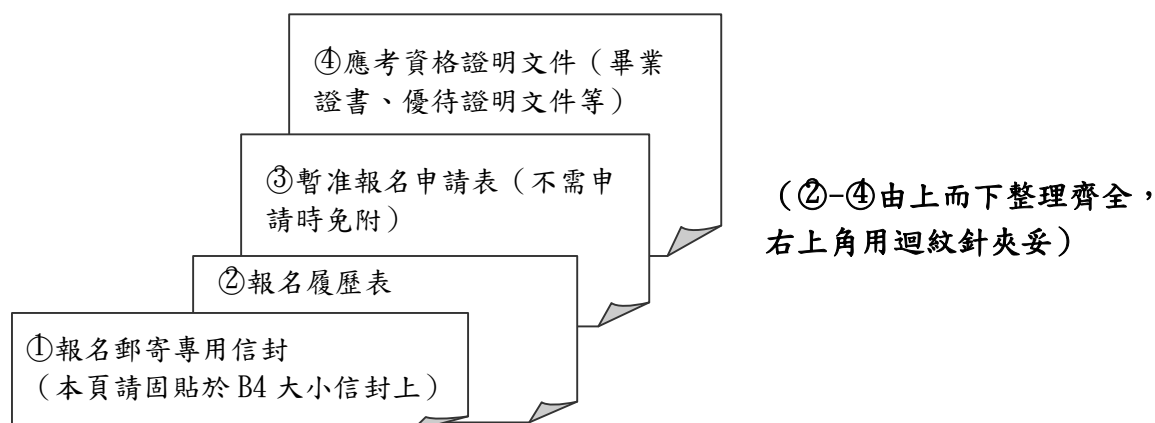 ④應考資格證明文件（畢業
證書、優待證明文件等）
③暫准報名申請表（不需申
請時免附）
②報名履歷表
①報名郵寄專用信封
（本頁請固貼於 B4 大小信封上）
（②-④由上而下整理齊全，
右上角用迴紋針夾妥）